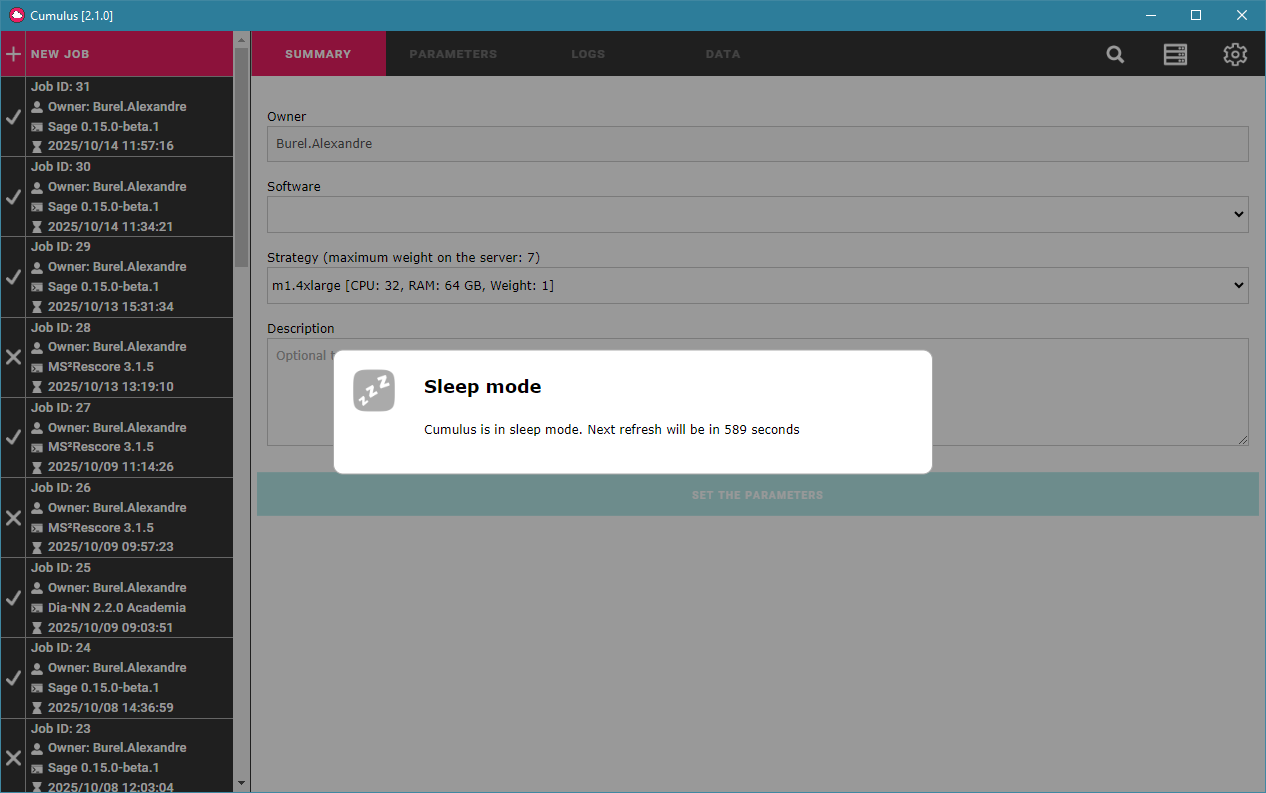 Cumulus [2.1.0]
NEW JOB
SUMMARY
PARAMETERS
LOGS
DATA
Job ID: 31
Owner: Burel.Alexandre
Sage 0.15.0-beta.1
2025/10/14 11:57:16
Job ID: 30
Owner: Burel.Alexandre
Sage 0.15.0-beta.1
2025/10/14 11:34:21
Job ID: 29
Owner: Burel.Alexandre
Sage 0.15.0-beta.1
2025/10/13 15:31:34
Job ID: 28
Owner: Burel.Alexandre
MS²Rescore 3.1.5
2025/10/13 13:19:10
Job ID: 27
Owner: Burel.Alexandre
MS²Rescore 3.1.5
2025/10/09 11:14:26
Job ID: 26
Owner: Burel.Alexandre
MS²Rescore 3.1.5
2025/10/09 09:57:23
Job ID: 25
Owner: Burel.Alexandre
Dia-NN 2.2.0 Academia
2025/10/09 09:03:51
Job ID: 24
Owner: Burel.Alexandre
Sage 0.15.0-beta.1
2025/10/08 14:36:59
Job ID: 23
Owner: Burel.Alexandre
Sage 0.15.0-beta.1
2025/10/08 12:03:04
Owner
Burel.Alexandre
Software
Strategy (maximum weight on the server: 7)
m1.4xlarge [CPU: 32, RAM: 64 GB, Weight: 1]
Description
Optional
zzz
Sleep mode
Cumulus is in sleep mode. Next refresh will be in 589 seconds
SET THE PARAMETERS